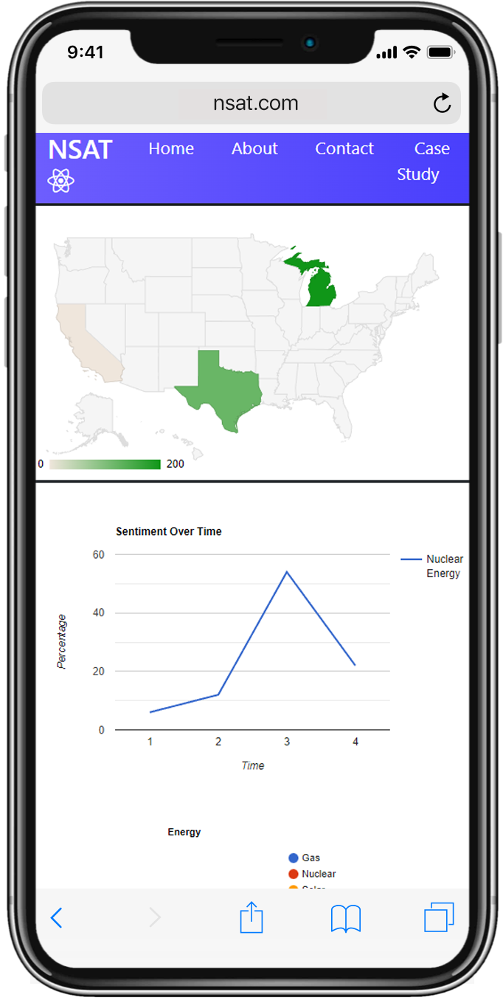 9:41
nsat.com
NSAT Home About Contact Case
Study
0 200
Sentiment Over Time
60
Nuclear
Energy
40
Percentage
20
0
1 2 3 4
Time
Energy
Gas
Nuclear